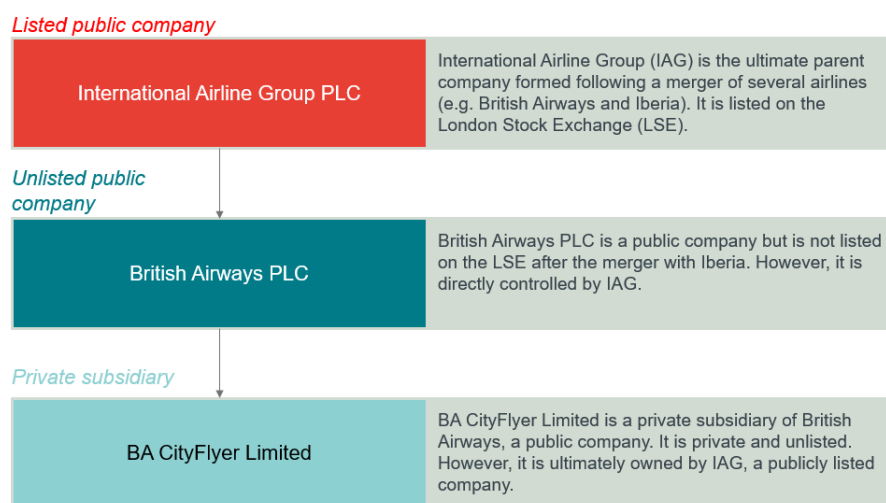 Listed public company
International Airline Group PLC
International Airline Group (IAG) is the ultimate parent
company formed following a merger of several airlines
(e.g. British Airways and Iberia). It is listed on the
London Stock Exchange (LSE).
Unlisted public
company
British Airways PLC
British Airways PLC is a public company but is not listed
on the LSE after the merger with Iberia. However, it is
directly controlled by IAG.
Private subsidiary
BA CityFlyer Limited
BA CityFlyer Limited is a private subsidiary of British
Airways, a public company. It is private and unlisted.
However, it is ultimately owned by IAG, a publicly listed
company.